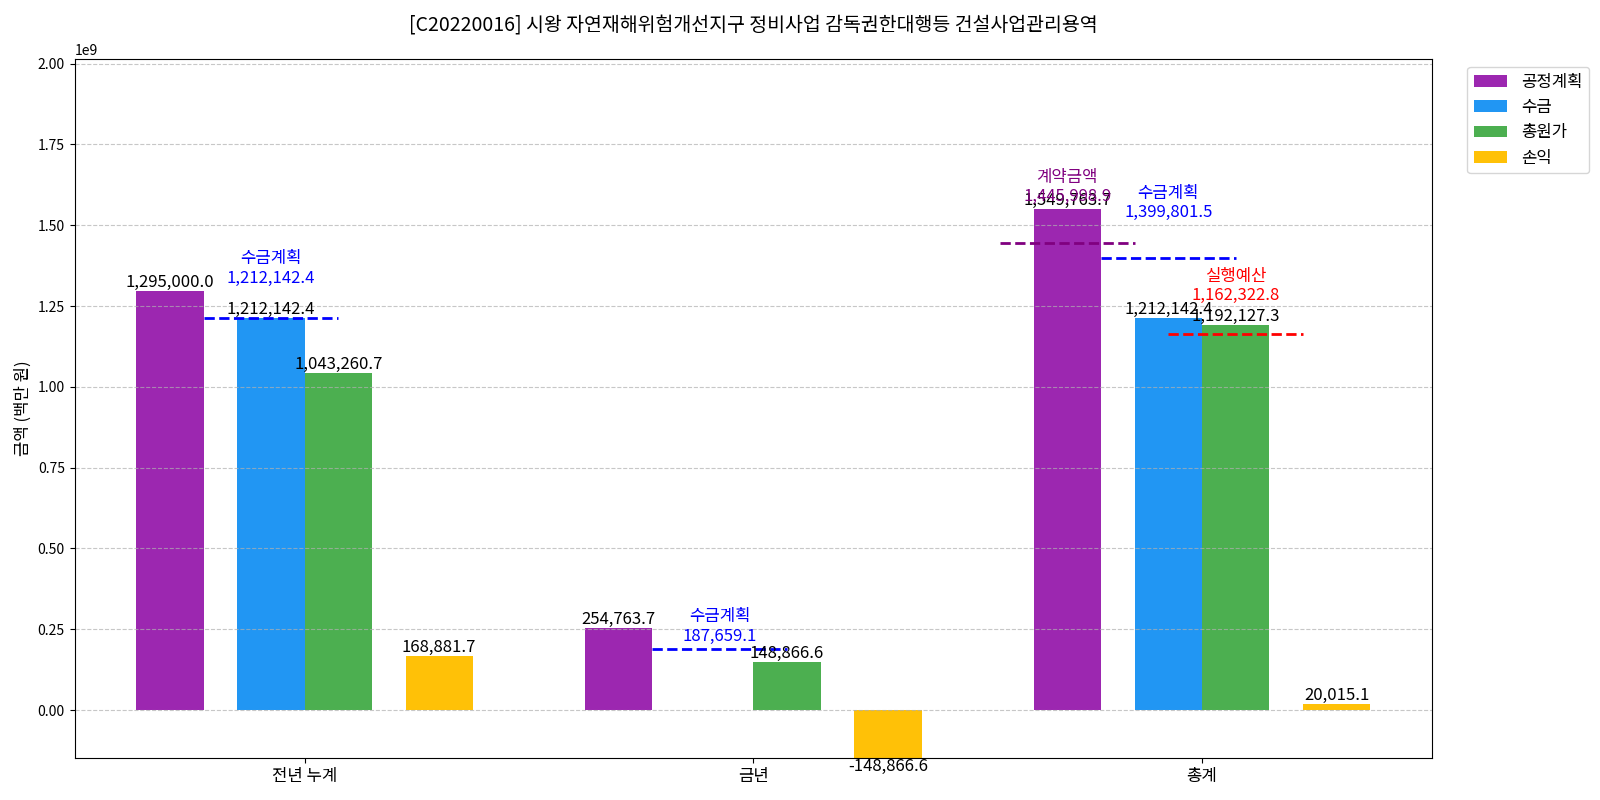 [C20220016] 시왕 자연재해위험개선지구 정비사업 감독권한대행등 건설사업관리용역
1e9
2.00
1.75
1.50
1.25
1.00
0.75
0.50
0.25
0.00
금액 (백만 원)
1,295,000.0
수금계획
1,212,142.4
1,212,142.4
1,043,260.7
168,881.7
254,763.7
수금계획
187,659.1
148,866.6
-148,866.6
계약금액
1,445,998.9
1,549,763.7
수금계획
1,399,801.5
실행예산
1,162,322.8
1,212,142.4
1,192,127.3
20,015.1
전년 누계
금년
총계
공정계획
수금
총원가
손익